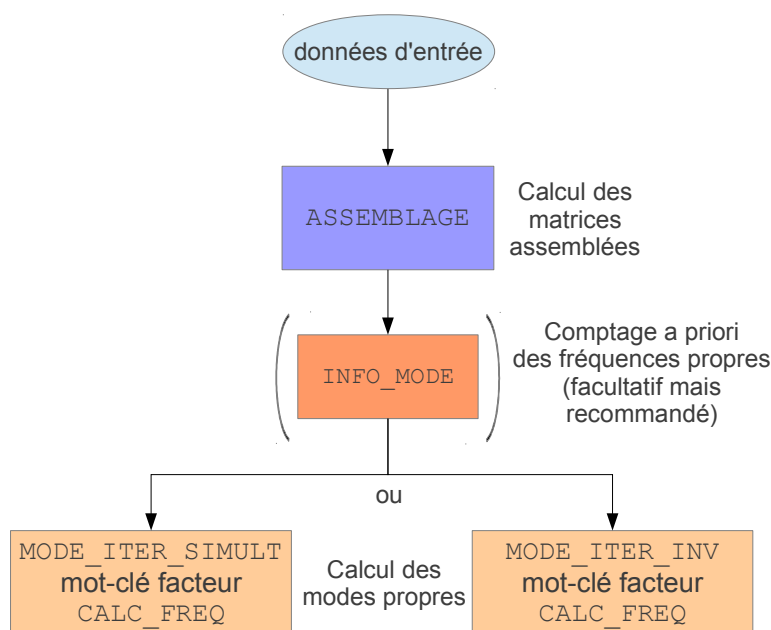 données d'entrée
ASSEMBLAGE
Calcul des
matrices
assemblées
INFO_MODE
Comptage a priori
des fréquences propres
(facultatif mais
recommandé)
ou
MODE_ITER_SIMULT
mot-clé facteur
CALC_FREQ
Calcul des
modes propres
MODE_ITER_INV
mot-clé facteur
CALC_FREQ